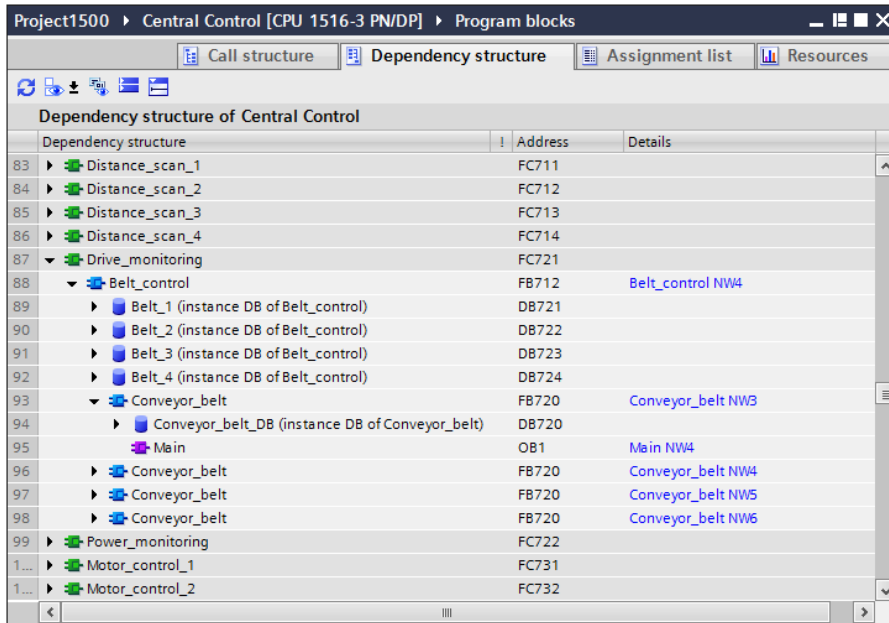 Project1500 ▸ Central Control [CPU 1516-3 PN/DP] ▸ Program blocks
Call structure Dependency structure Assignment list Resources
Dependency structure of Central Control
Dependency structure ! Address Details
83 Distance_scan_1 FC711
84 Distance_scan_2 FC712
85 Distance_scan_3 FC713
86 Distance_scan_4 FC714
87 Drive_monitoring FC721
88 Belt_control FB712 Belt_control NW4
89 Belt_1 (instance DB of Belt_control) DB721
90 Belt_2 (instance DB of Belt_control) DB722
91 Belt_3 (instance DB of Belt_control) DB723
92 Belt_4 (instance DB of Belt_control) DB724
93 Conveyor_belt FB720 Conveyor_belt NW3
94 Conveyor_belt_DB (instance DB of Conveyor_belt) DB720
95 Main OB1 Main NW4
96 Conveyor_belt FB720 Conveyor_belt NW4
97 Conveyor_belt FB720 Conveyor_belt NW5
98 Conveyor_belt FB720 Conveyor_belt NW6
99 Power_monitoring FC722
1... Motor_control_1 FC731
1... Motor_control_2 FC732